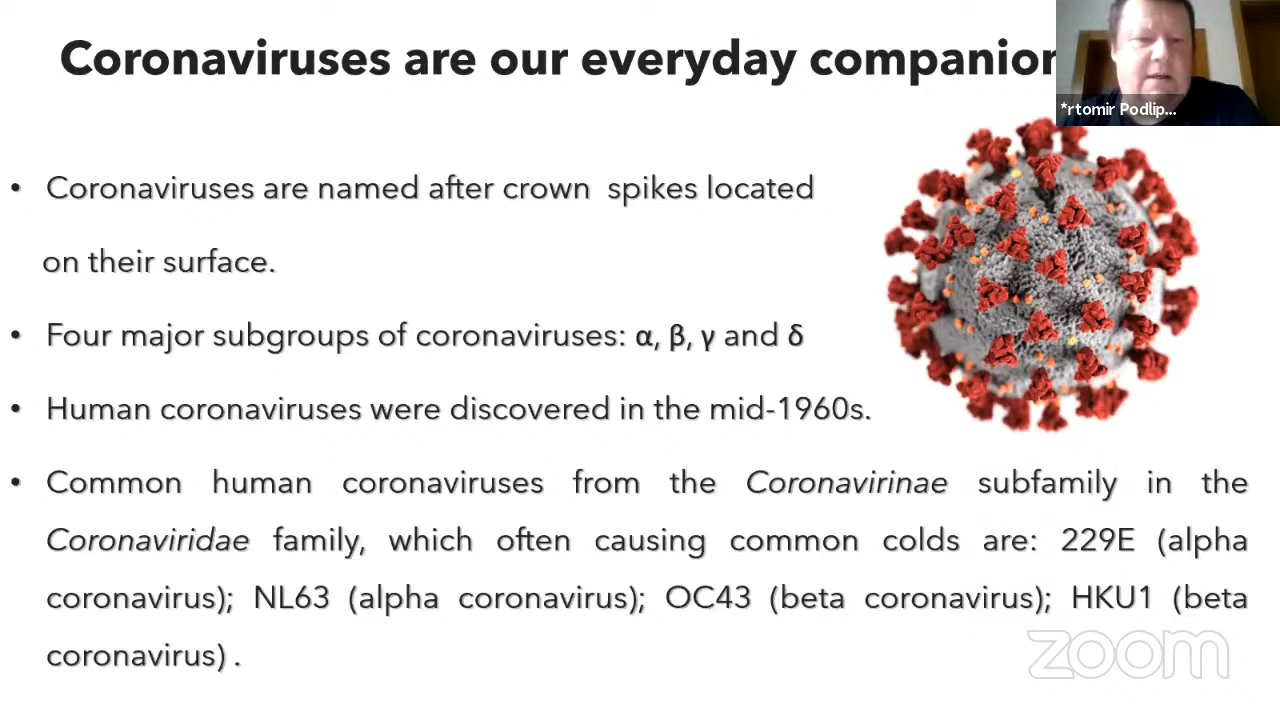 Coronaviruses are our everyday companion
*rtomir Podlip...
• Coronaviruses are named after crown spikes located
on their surface.
• Four major subgroups of coronaviruses: α, β, γ and δ
• Human coronaviruses were discovered in the mid-1960s.
• Common human coronaviruses from the Coronavirinae subfamily in the
Coronaviridae family, which often causing common colds are: 229E (alpha
coronavirus); NL63 (alpha coronavirus); OC43 (beta coronavirus); HKU1 (beta
coronavirus) .
zoom